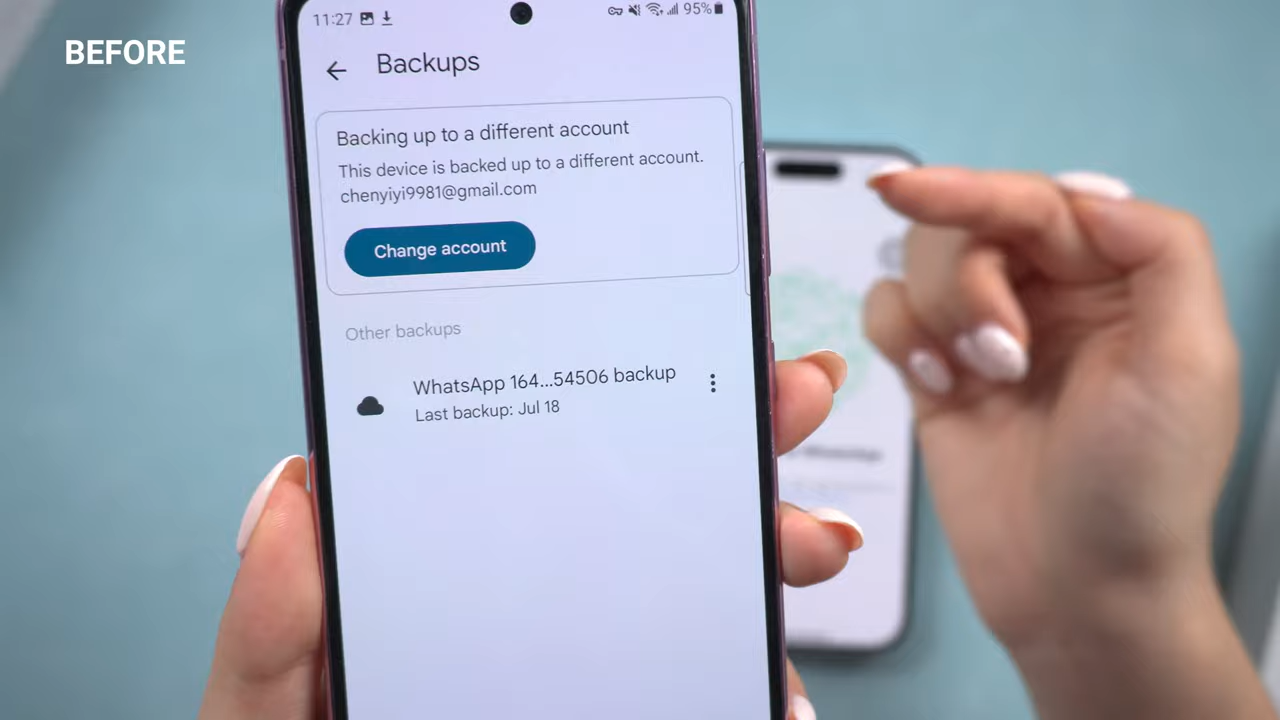 BEFORE
11:27
95%
Backups
Backing up to a different account
This device is backed up to a different account.
chenyiyi9981@gmail.com
Change account
Other backups
WhatsApp 164...54506 backup
Last backup: Jul 18
WhatsApp